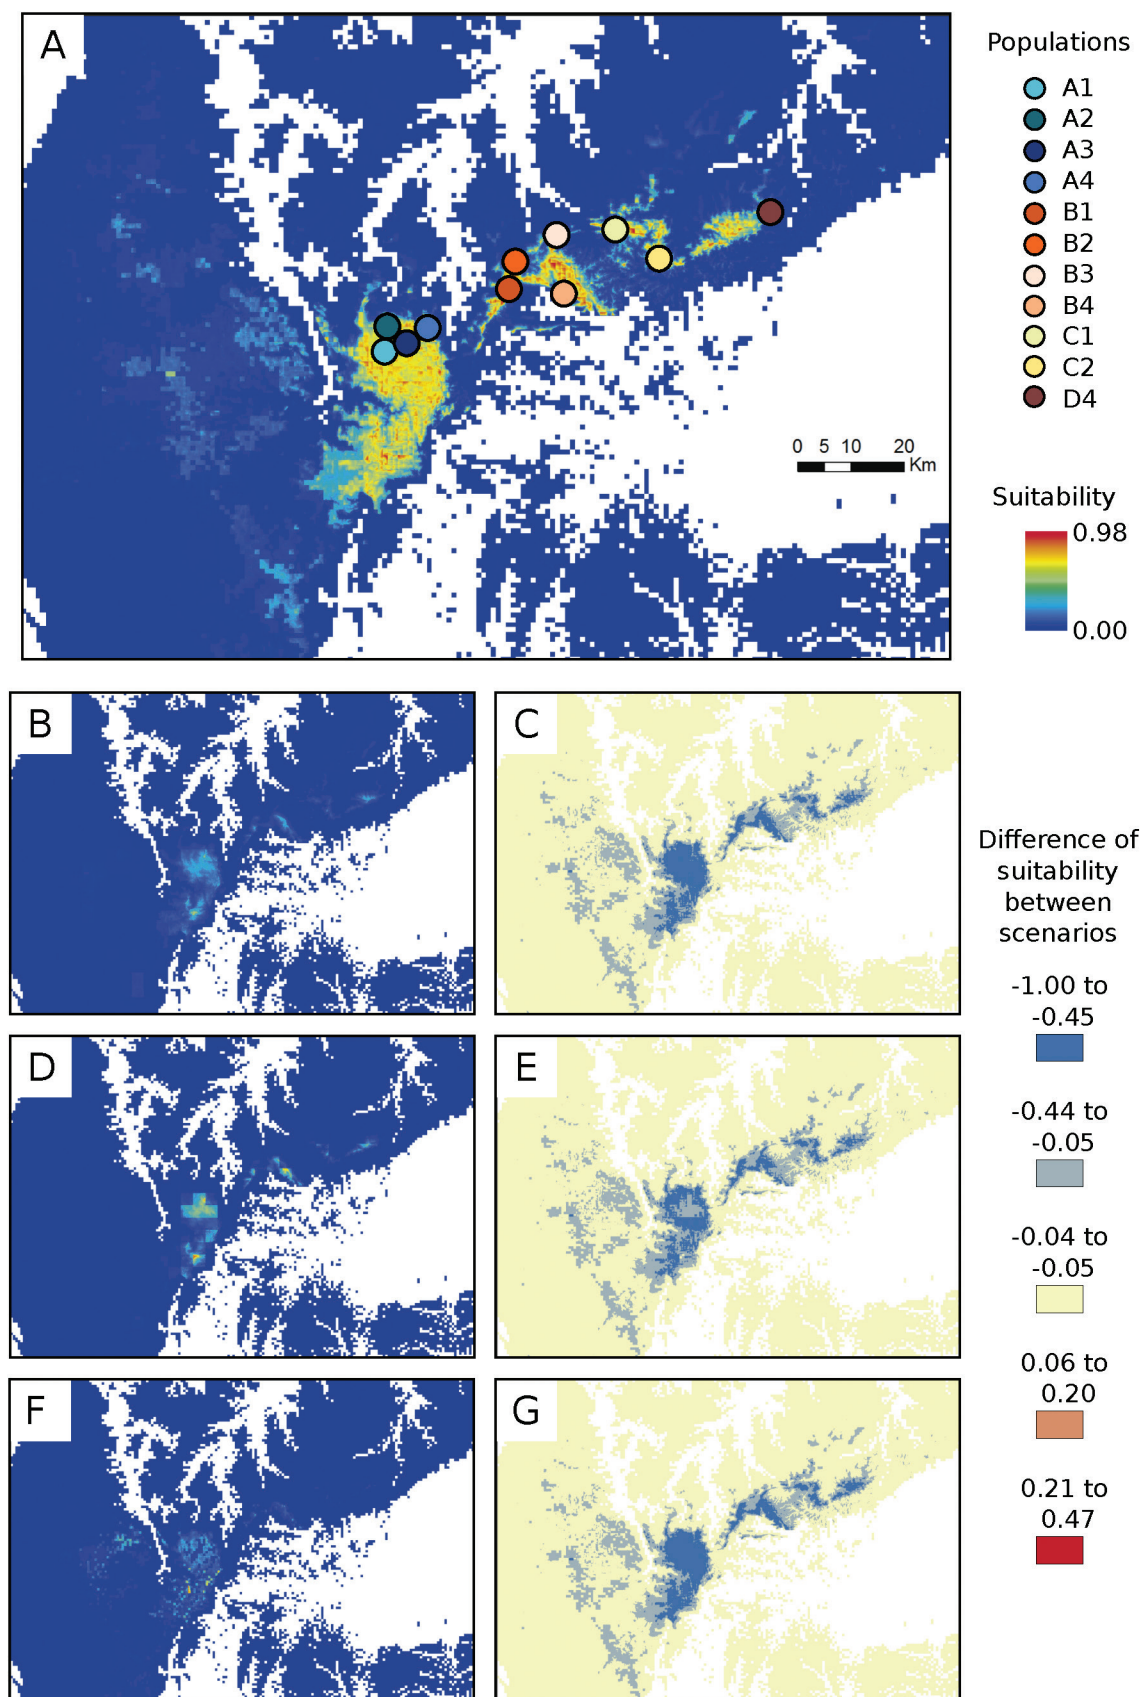 A
Populations
A1
A2
A3
A4
B1
B2
B3
B4
C1
C2
D4
0 5 10 20
Km
Suitability
0.98
0.00
B
C
Difference of
suitability
between
scenarios
-1.00 to
-0.45
D
E
-0.44 to
-0.05
-0.04 to
-0.05
F
G
0.06 to
0.20
0.21 to
0.47